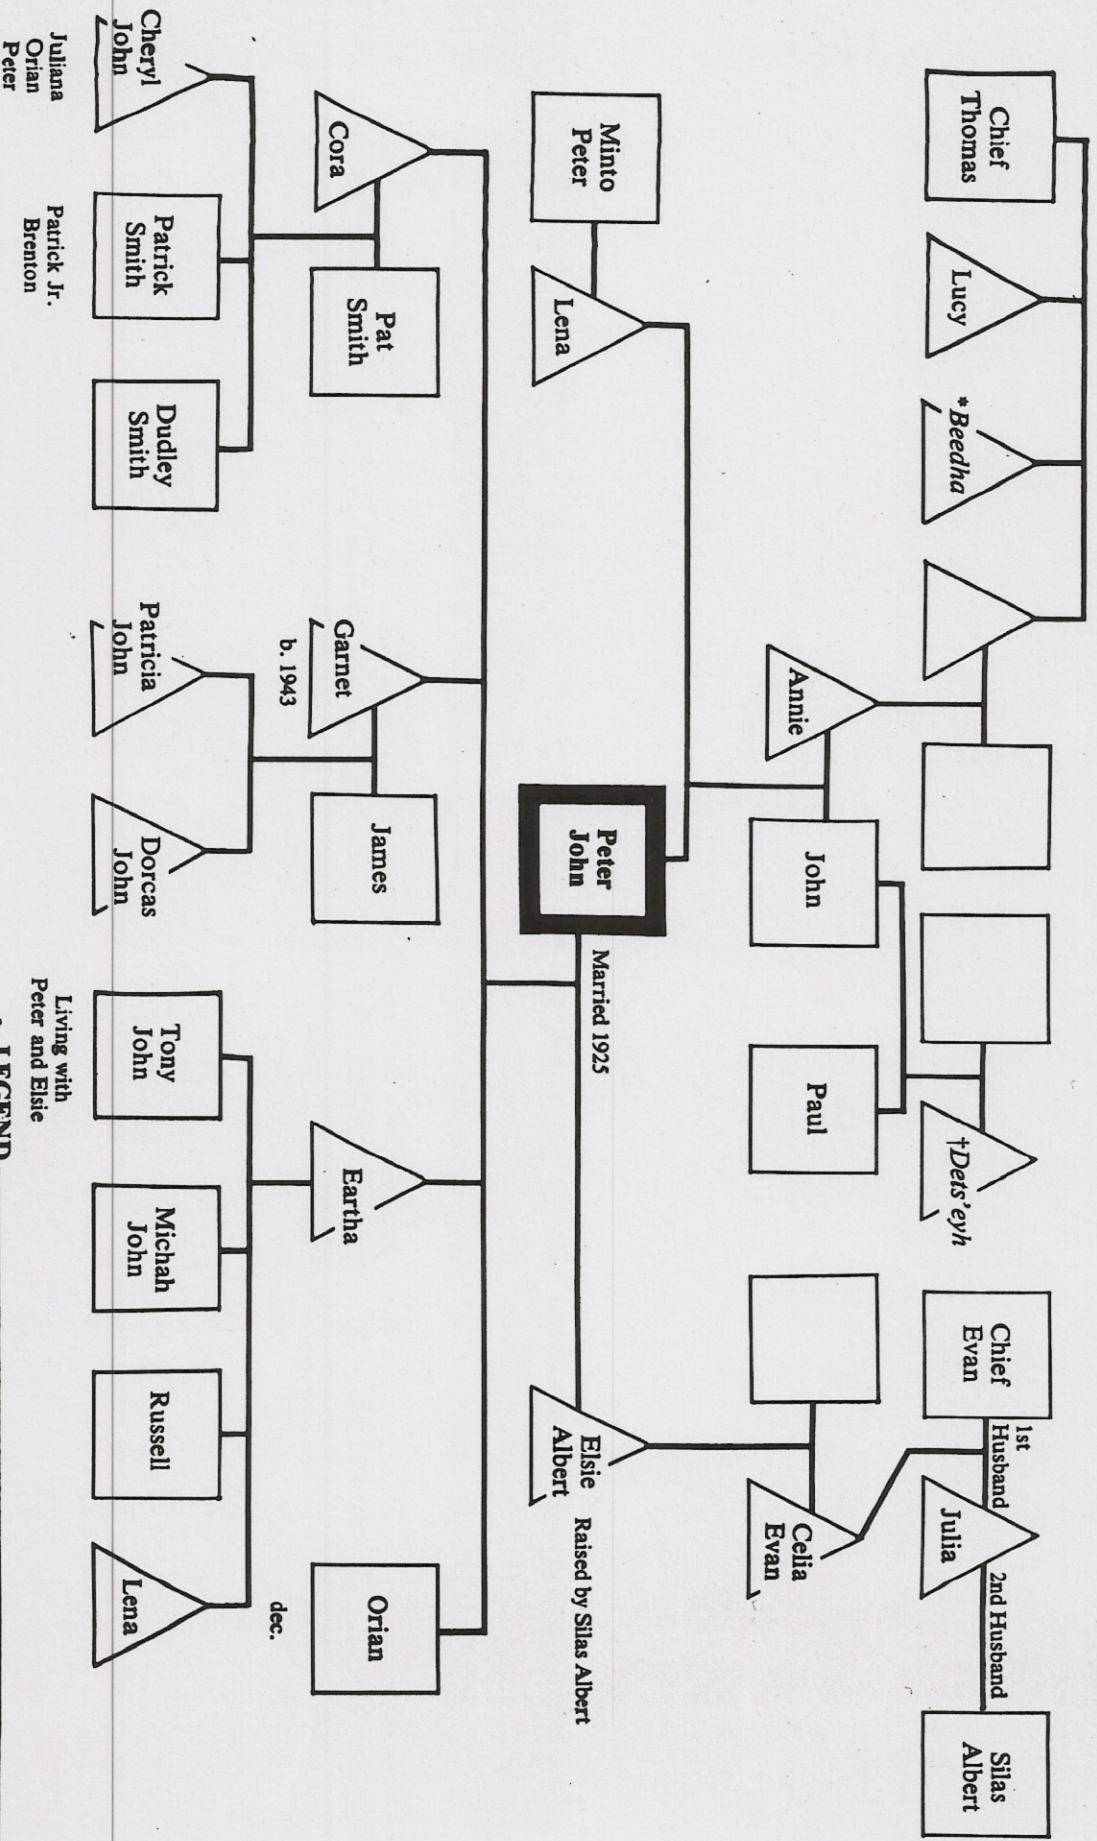 Chief
Thomas
Lucy
*Beedha
†Dets'eyh
Chief
Evan
1st
Husband
Julia
2nd Husband
Silas
Albert
Annie
John
Paul
Celia
Evan
Minto
Peter
Lena
Peter
John
Married 1925
Elsie
Albert
Raised by Silas Albert
Cora
Pat
Smith
Garnet
b. 1943
James
Eartha
Orian
dec.
Cheryl
John
Patrick
Smith
Dudley
Smith
Patricia
John
Dorcas
John
Tony
John
Michah
John
Russell
Lena
Juliana
Orian
Peter
Patrick Jr.
Brenton
Living with
Peter and Elsie
LEGEND